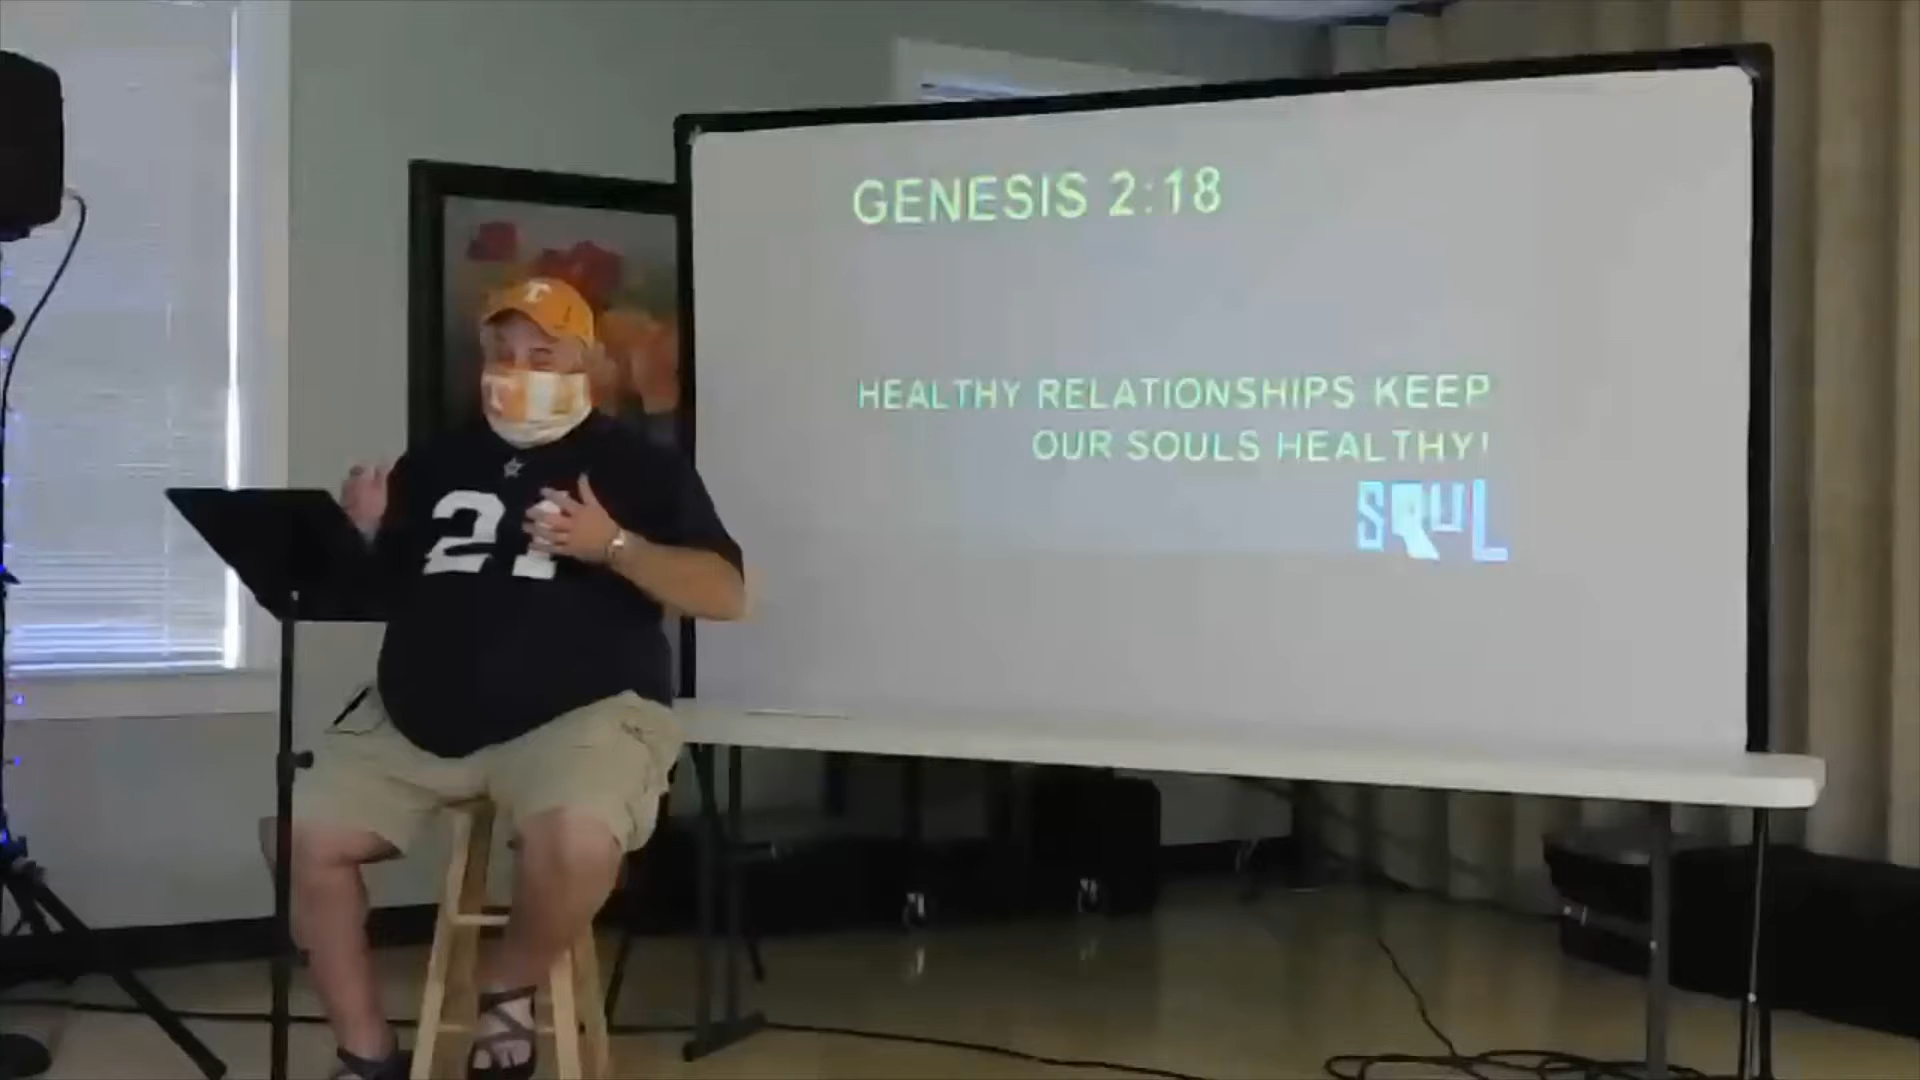 GENESIS 2:18
HEALTHY RELATIONSHIPS KEEP
OUR SOULS HEALTHY!
SOUL
T
T
21